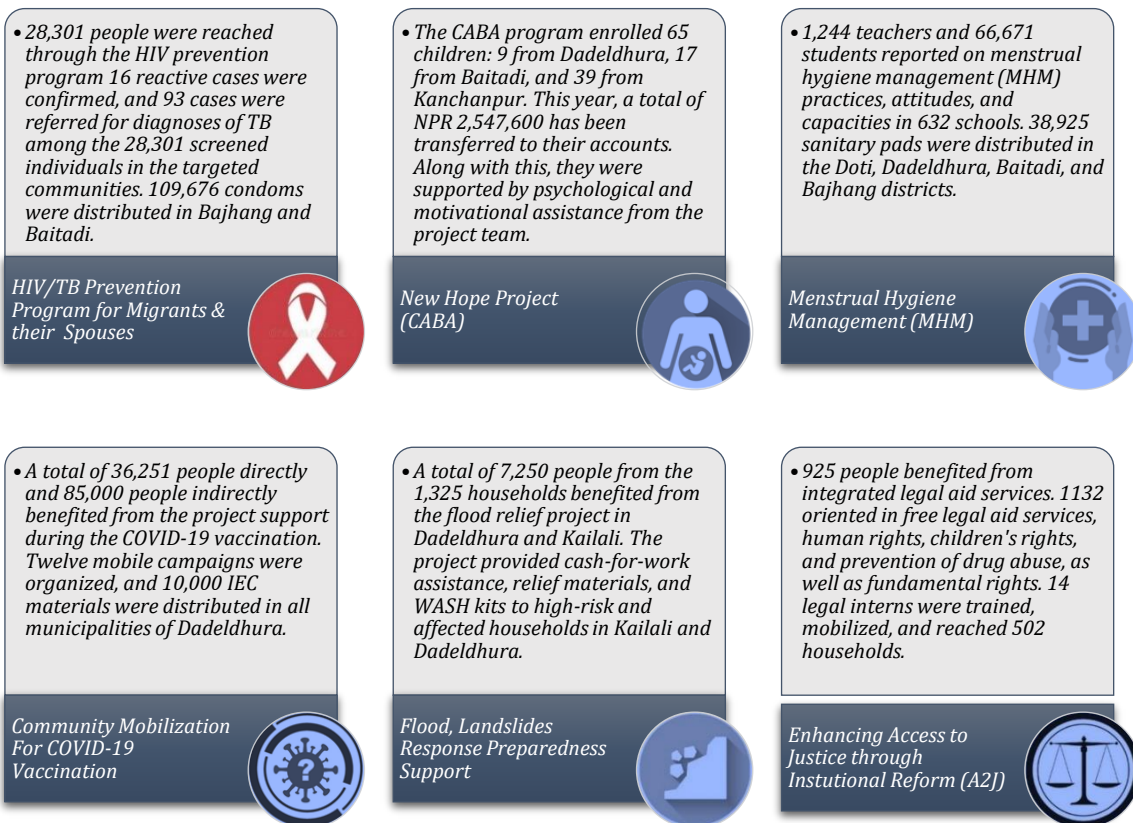 • 28,301 people were reached
through the HIV prevention
program 16 reactive cases were
confirmed, and 93 cases were
referred for diagnoses of TB
among the 28,301 screened
individuals in the targeted
communities. 109,676 condoms
were distributed in Bajhang and
Baitadi.
HIV/TB Prevention
Program for Migrants &
their Spouses
• The CABA program enrolled 65
children: 9 from Dadeldhura, 17
from Baitadi, and 39 from
Kanchanpur. This year, a total of
NPR 2,547,600 has been
transferred to their accounts.
Along with this, they were
supported by psychological and
motivational assistance from the
project team.
New Hope Project
(CABA)
• 1,244 teachers and 66,671
students reported on menstrual
hygiene management (MHM)
practices, attitudes, and
capacities in 632 schools. 38,925
sanitary pads were distributed in
the Doti, Dadeldhura, Baitadi, and
Bajhang districts.
Menstrual Hygiene
Management (MHM)
• A total of 36,251 people directly
and 85,000 people indirectly
benefited from the project support
during the COVID-19 vaccination.
Twelve mobile campaigns were
organized, and 10,000 IEC
materials were distributed in all
municipalities of Dadeldhura.
Community Mobilization
For COVID-19
Vaccination
?
• A total of 7,250 people from the
1,325 households benefited from
the flood relief project in
Dadeldhura and Kailali. The
project provided cash-for-work
assistance, relief materials, and
WASH kits to high-risk and
affected households in Kailali and
Dadeldhura.
Flood, Landslides
Response Preparedness
Support
• 925 people benefited from
integrated legal aid services. 1132
oriented in free legal aid services,
human rights, children's rights,
and prevention of drug abuse, as
well as fundamental rights. 14
legal interns were trained,
mobilized, and reached 502
households.
Enhancing Access to
Justice through
Instutional Reform (A2J)